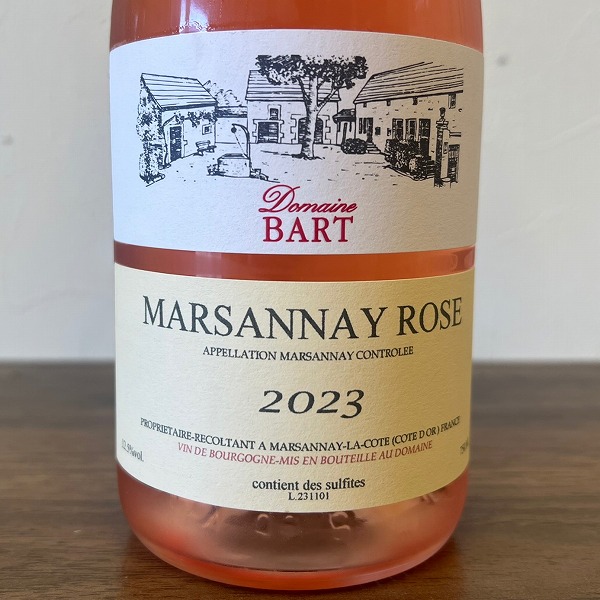 Domaine
BART
MARSANNAY ROSE
APPELLATION MARSANNAY CONTROLEE
2023
PROPRIETAIRE-RECOLTANT A MARSANNAY-LA-COTE (COTE D OR) FRANCE
VIN DE BOURGOGNE-MIS EN BOUTEILLE AU DOMAINE
contient des sulfites
L.231101